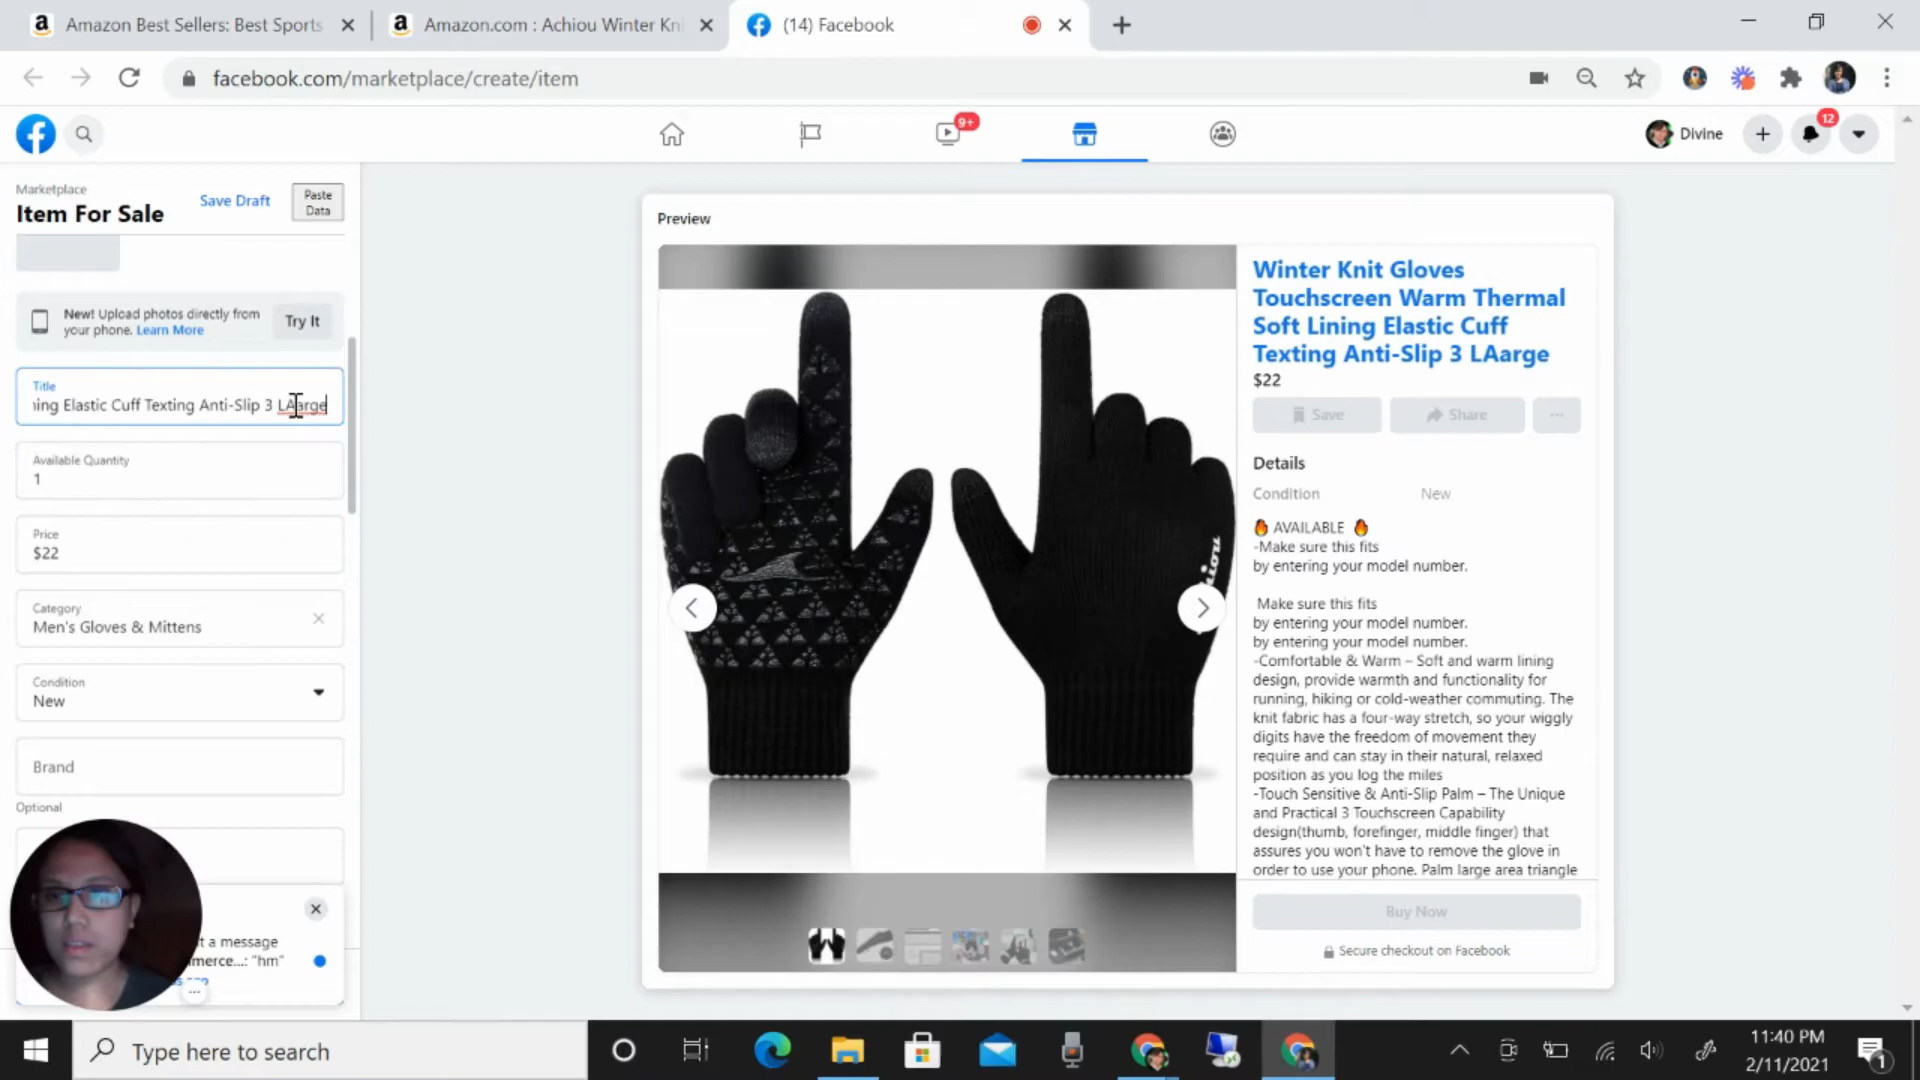 Amazon Best Sellers: Best Sports
Amazon.com : Achiou Winter Kni
(14) Facebook
facebook.com/marketplace/create/item
9+
Divine
12
Marketplace
Item For Sale
Save Draft
Paste
Data
New! Upload photos directly from
your phone. Learn More
Try It
Title
ning Elastic Cuff Texting Anti-Slip 3 LAarge
Available Quantity
1
Price
$22
Category
Men's Gloves & Mittens
Condition
New
Brand
Optional
t a message
merce...: "hm"
Preview
Winter Knit Gloves
Touchscreen Warm Thermal
Soft Lining Elastic Cuff
Texting Anti-Slip 3 LAarge
$22
Save
Share
Details
Condition New
🔥 AVAILABLE 🔥
-Make sure this fits
by entering your model number.
Make sure this fits
by entering your model number.
by entering your model number.
-Comfortable & Warm – Soft and warm lining
design, provide warmth and functionality for
running, hiking or cold-weather commuting. The
knit fabric has a four-way stretch, so your wiggly
digits have the freedom of movement they
require and can stay in their natural, relaxed
position as you log the miles
-Touch Sensitive & Anti-Slip Palm – The Unique
and Practical 3 Touchscreen Capability
design(thumb, forefinger, middle finger) that
assures you won't have to remove the glove in
order to use your phone. Palm large area triangle
Buy Now
Secure checkout on Facebook
Type here to search
11:40 PM
2/11/2021
1